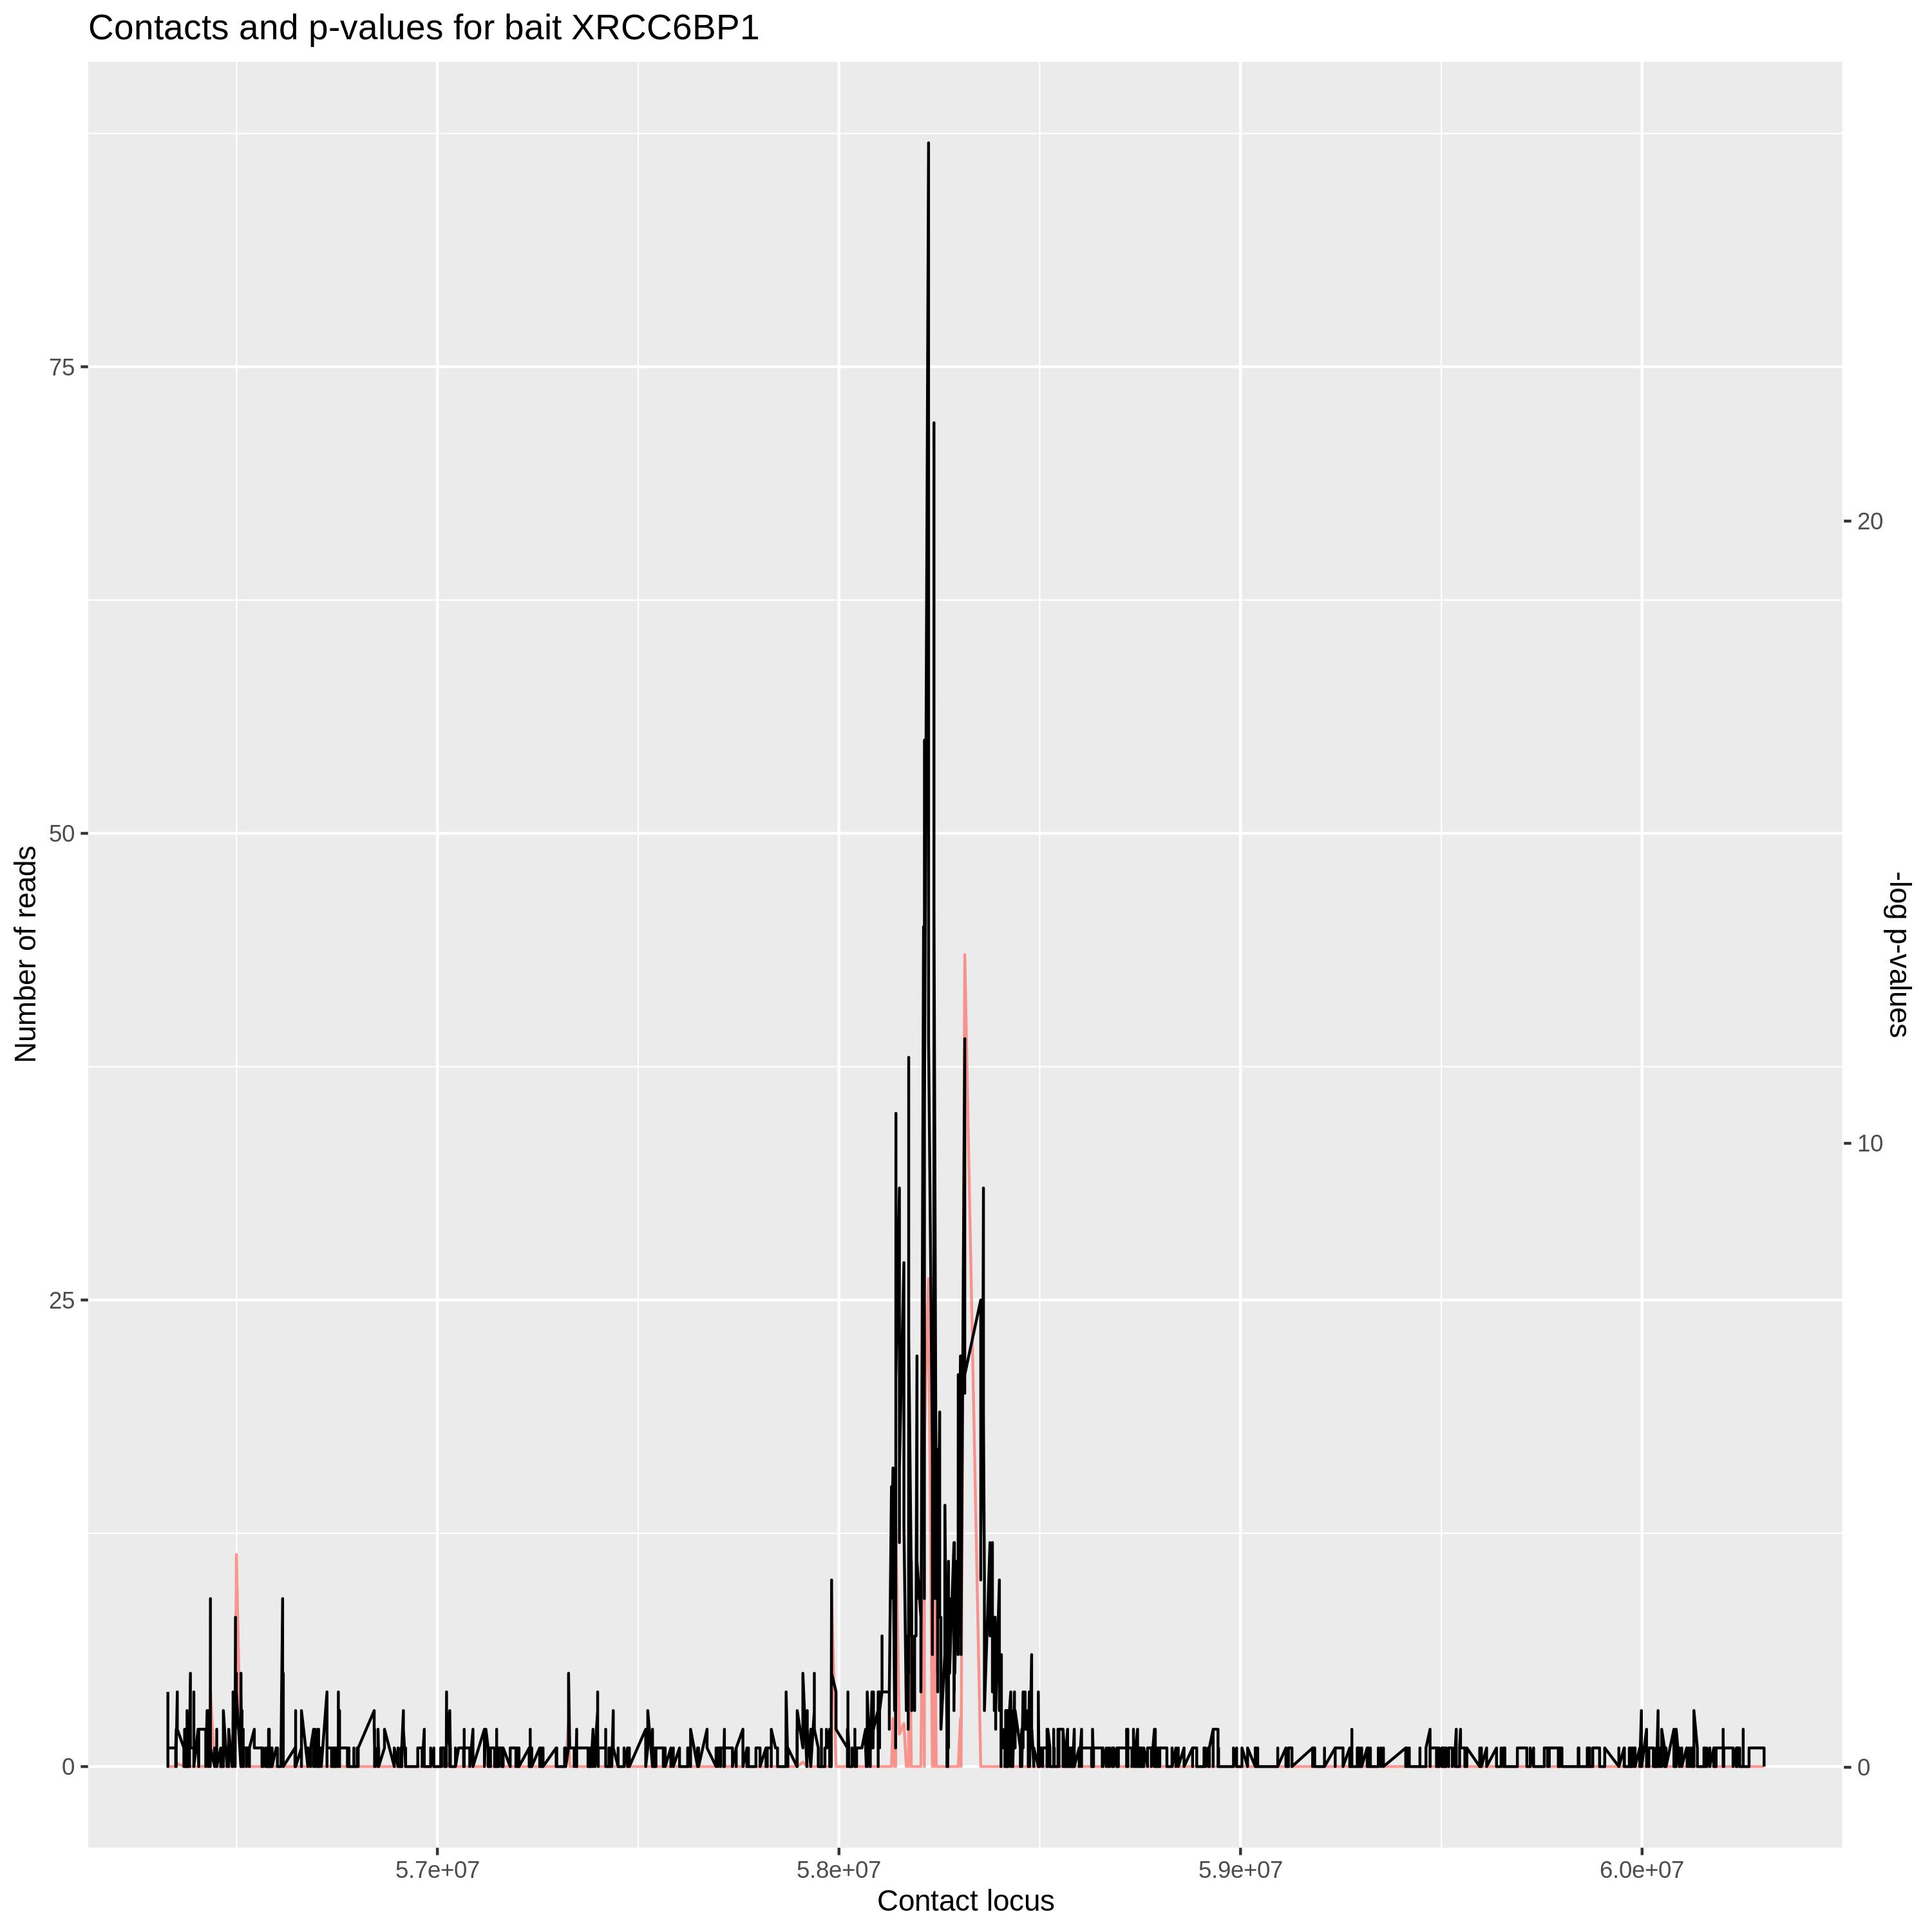 Contacts and p-values for bait XRCC6BP1
75
50
25
0
Number of reads
20
10
0
-log p-values
5.7e+07
5.8e+07
5.9e+07
6.0e+07
Contact locus